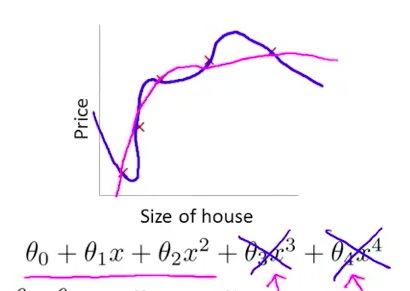 Price
Size of house
θ₀ + θ₁x + θ₂x² + θ₃x³ + θ₄x⁴